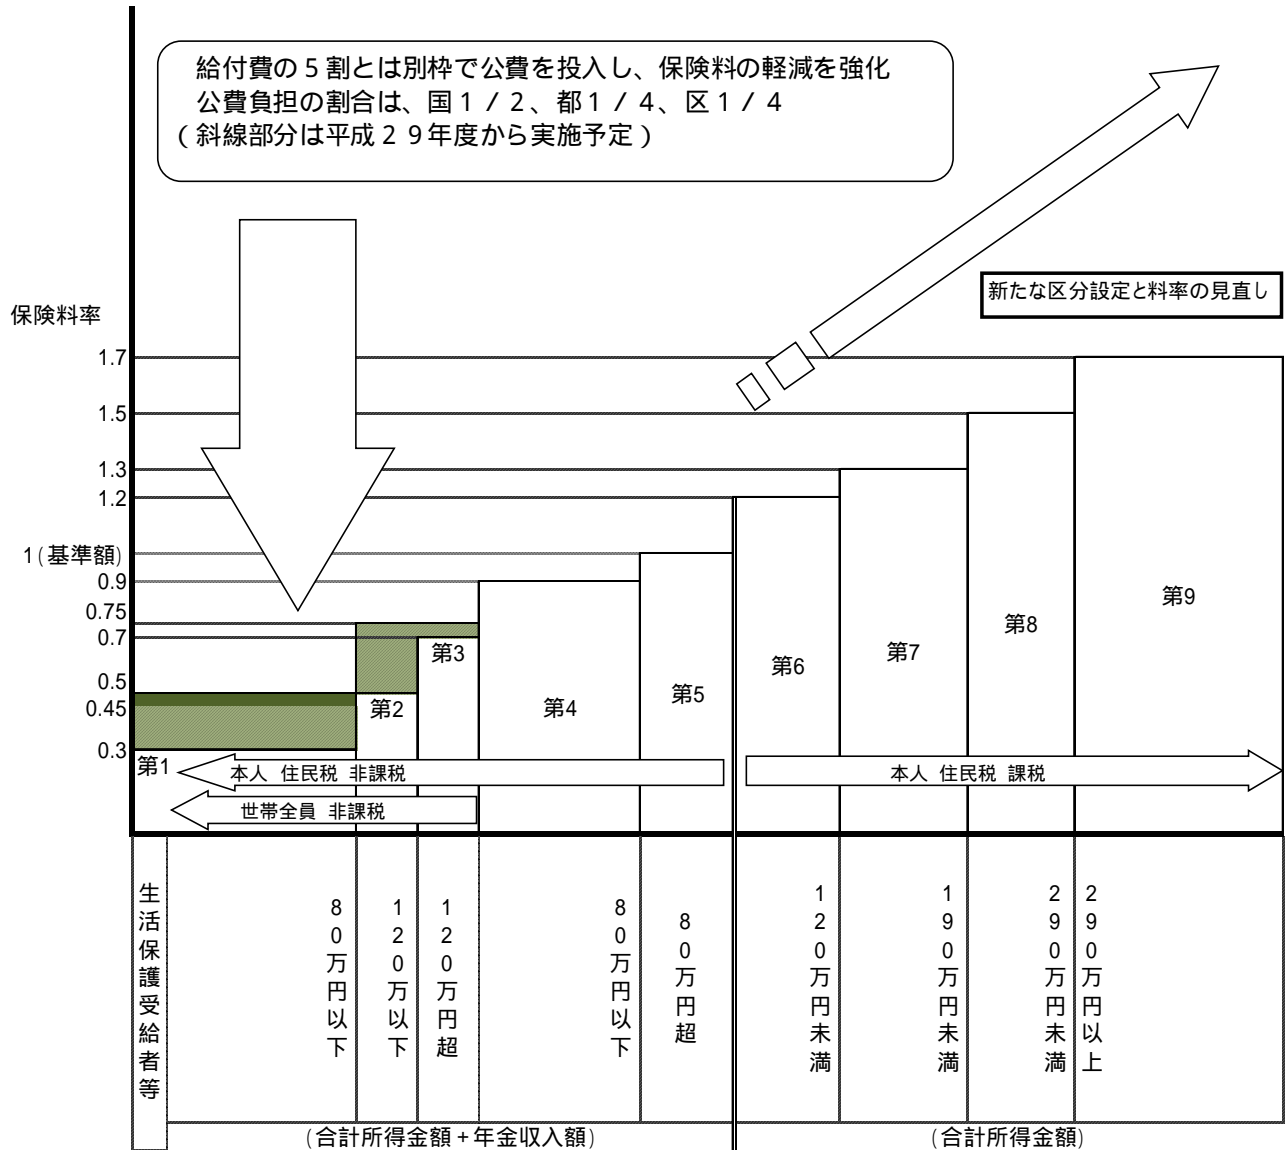 給付費の５割とは別枠で公費を投入し、保険料の軽減を強化
公費負担の割合は、国１／２、都１／４、区１／４
（斜線部分は平成２９年度から実施予定）
新たな区分設定と料率の見直し
保険料率
1.7
1.5
1.3
1.2
1（基準額）
0.9
0.75
0.7
0.5
0.45
0.3
第1
第2
第3
第4
第5
第6
第7
第8
第9
本人 住民税 非課税
本人 住民税 課税
世帯全員 非課税
生活保護受給者等
８０万円以下
１２０万以下
１２０万円超
８０万円以下
８０万円超
１２０万円未満
１９０万円未満
２９０万円未満
２９０万円以上
（合計所得金額＋年金収入額）
（合計所得金額）